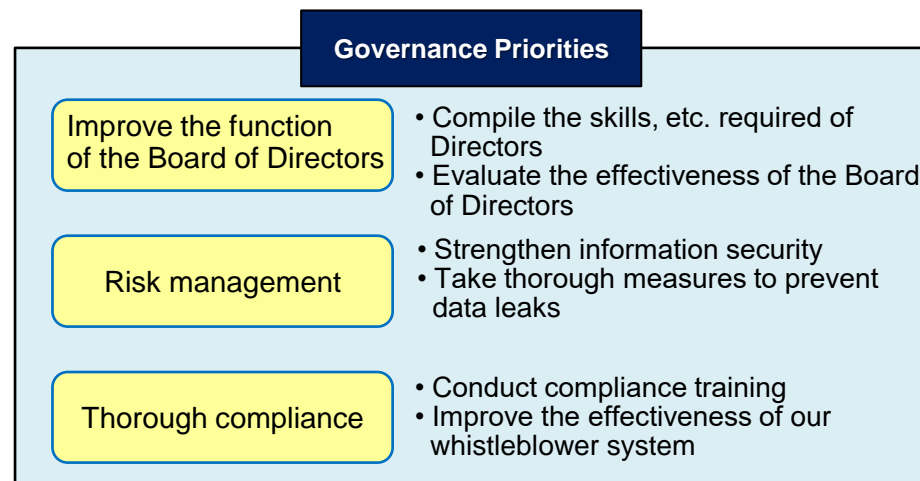 Governance Priorities
Improve the function
of the Board of Directors
• Compile the skills, etc. required of
Directors
• Evaluate the effectiveness of the Board
of Directors
Risk management
• Strengthen information security
• Take thorough measures to prevent
data leaks
Thorough compliance
• Conduct compliance training
• Improve the effectiveness of our
whistleblower system